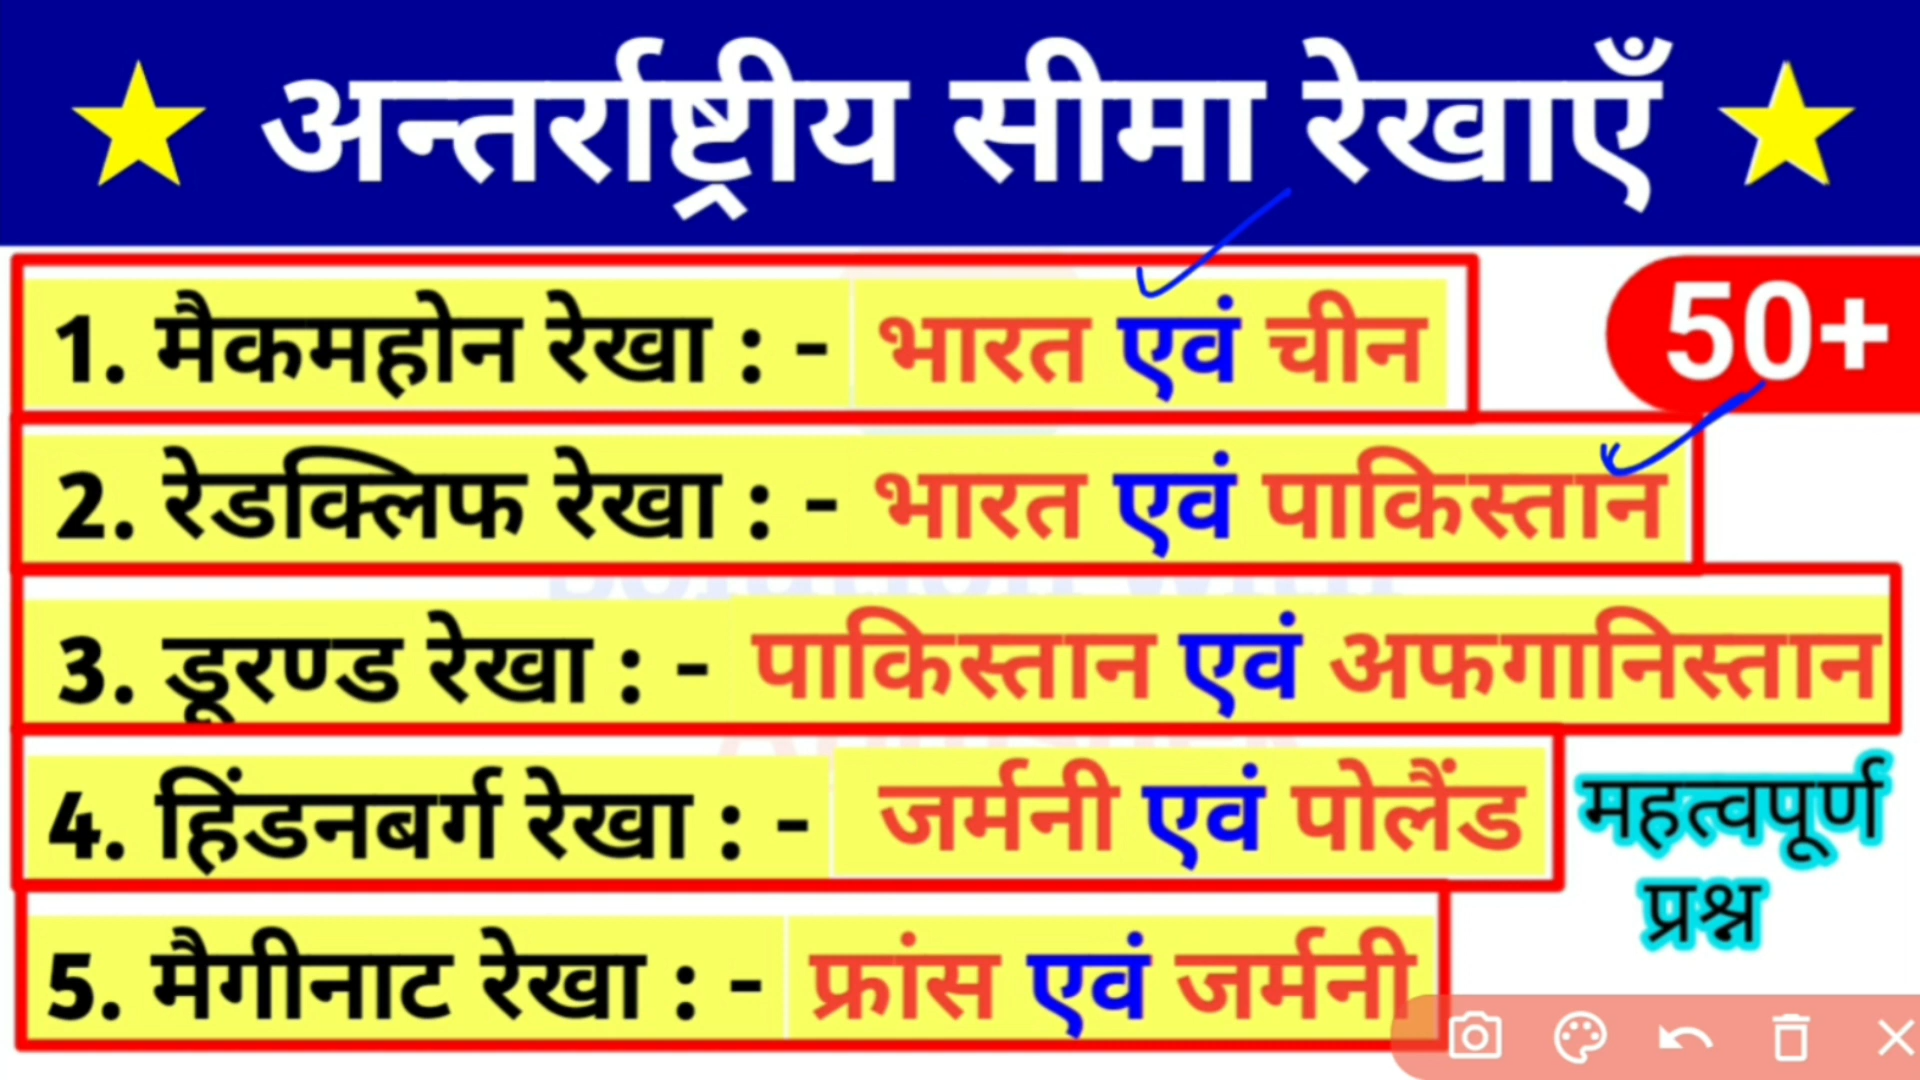 अन्तर्राष्ट्रीय सीमा रेखाएँ
50+
1. मैकमहोन रेखा : - भारत एवं चीन
2. रेडक्लिफ रेखा : - भारत एवं पाकिस्तान
3. डूरण्ड रेखा : - पाकिस्तान एवं अफगानिस्तान
4. हिंडनबर्ग रेखा : - जर्मनी एवं पोलैंड
महत्वपूर्ण
प्रश्न
5. मैगीनाट रेखा : - फ्रांस एवं जर्मनी